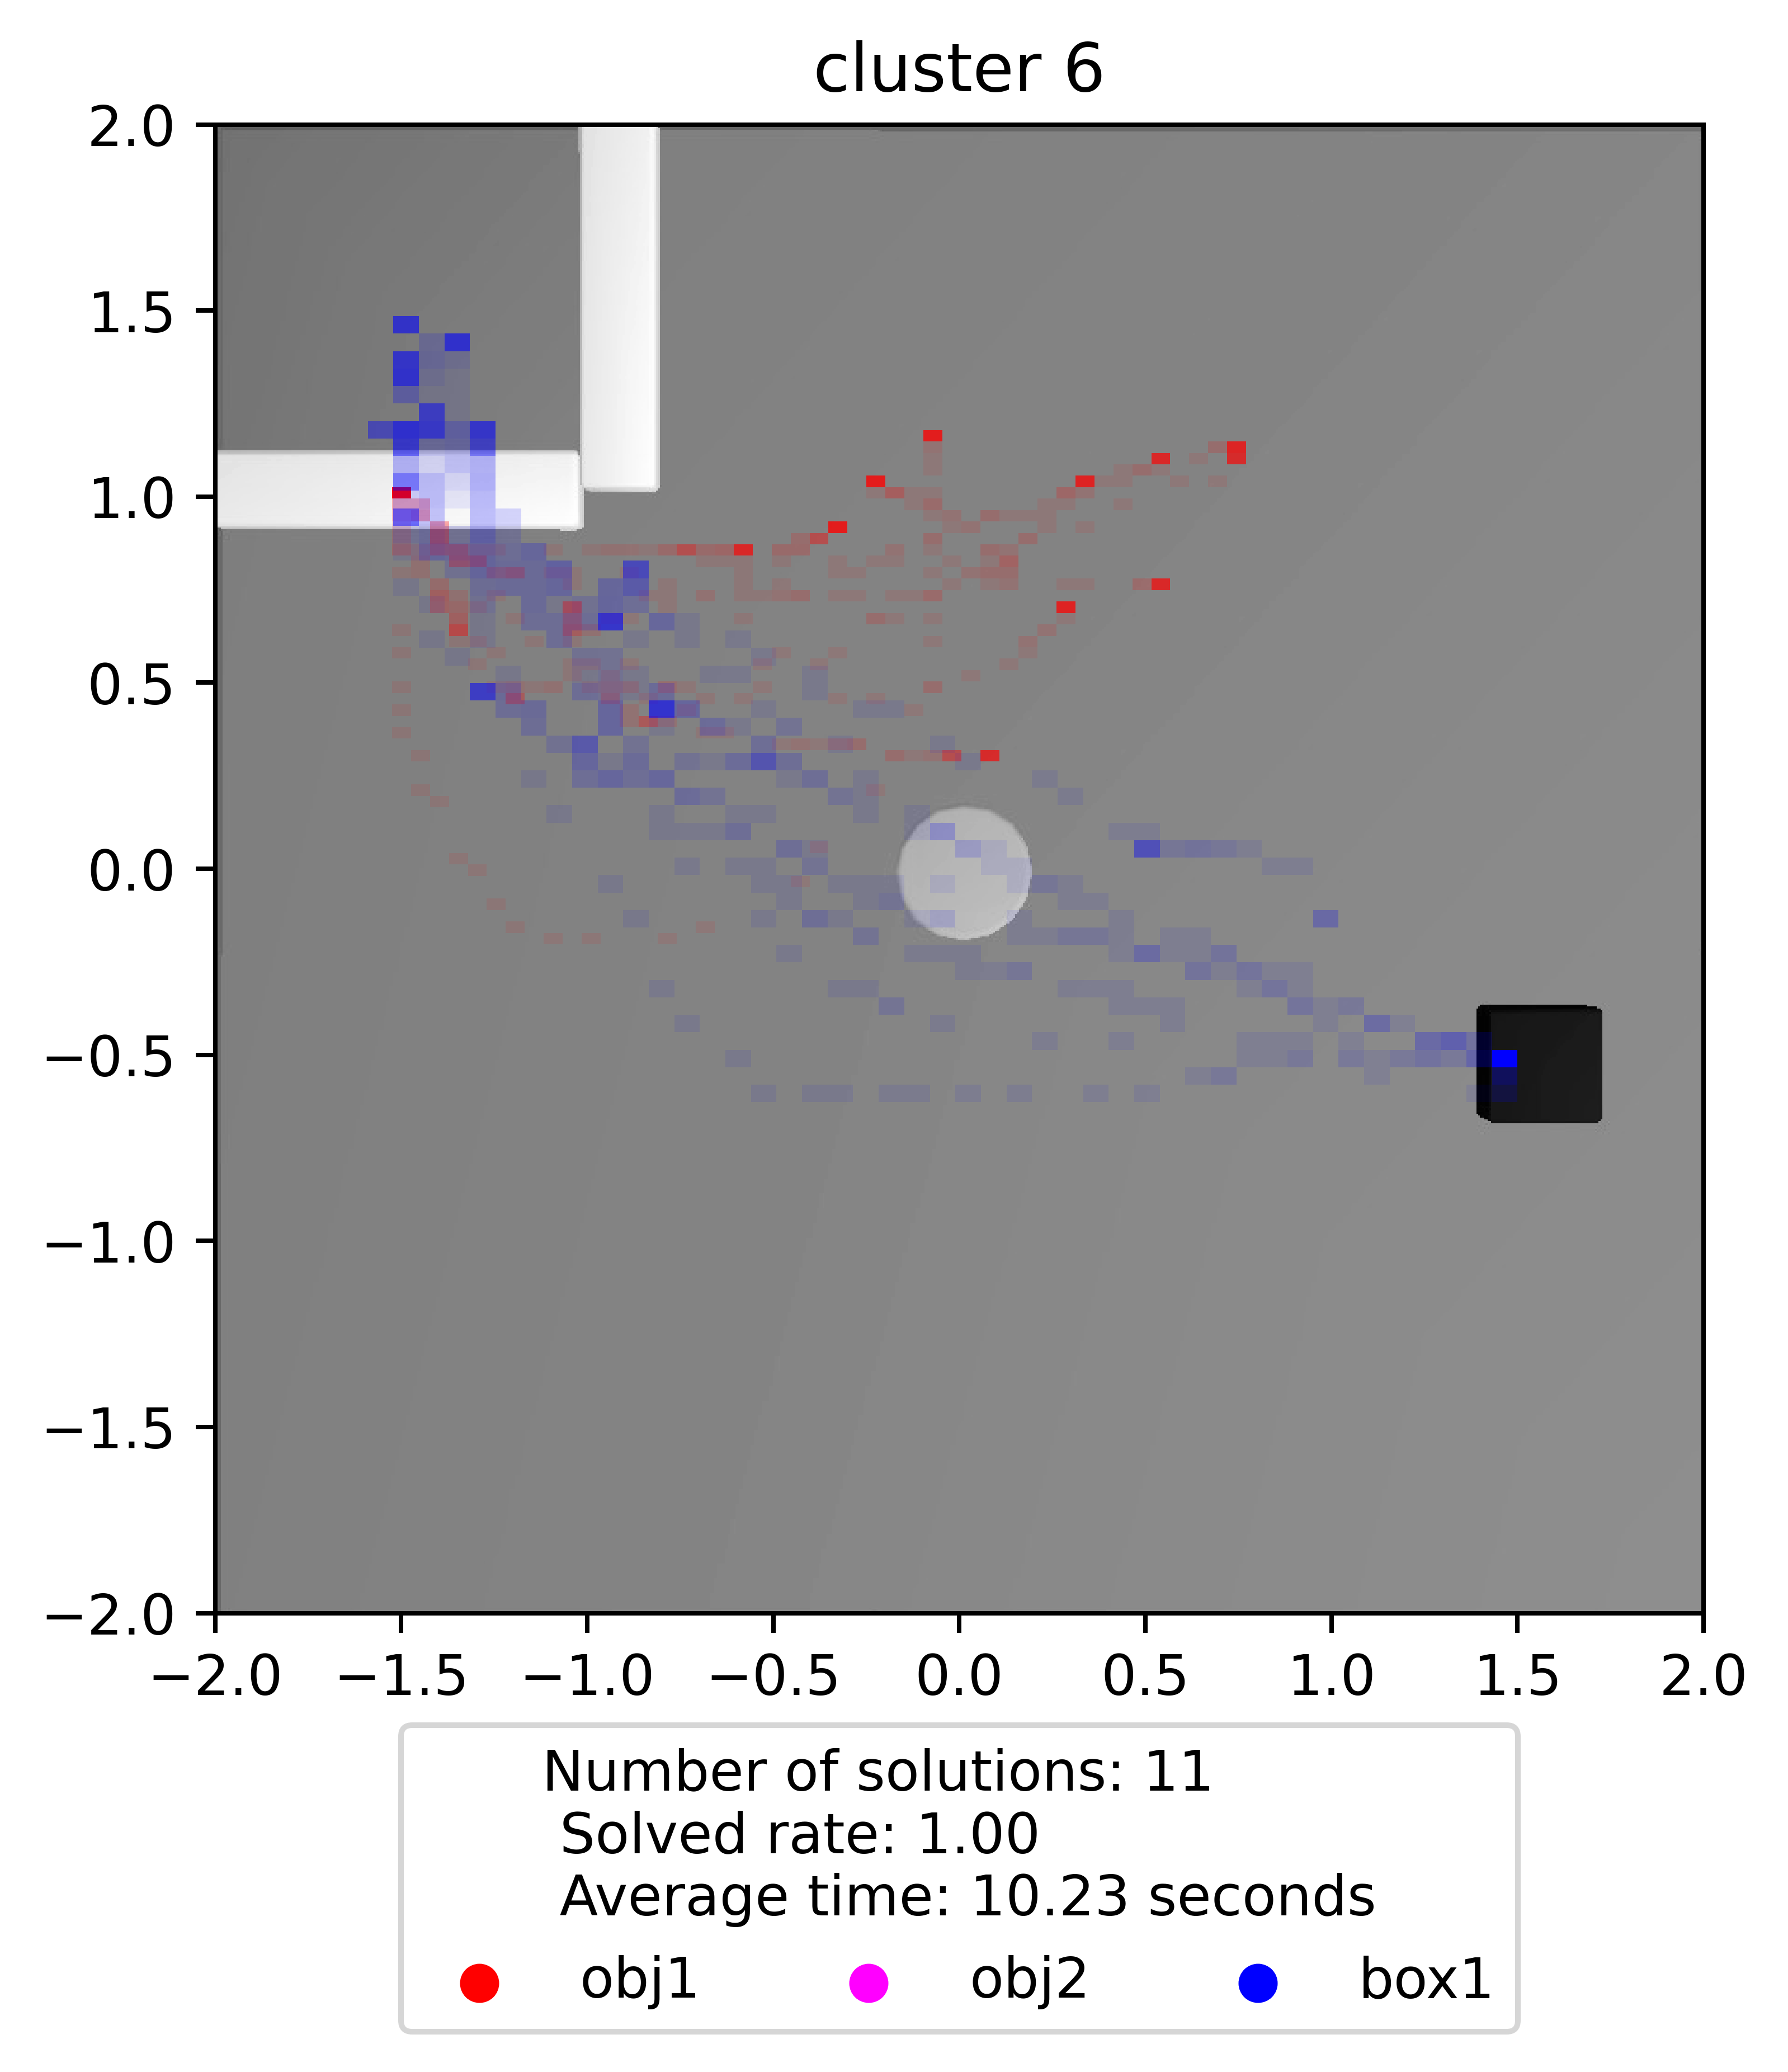 cluster 6
2.0
1.5
1.0
0.5
0.0
−0.5
−1.0
−1.5
−2.0
−2.0 −1.5 −1.0 −0.5 0.0 0.5 1.0 1.5 2.0
Number of solutions: 11
Solved rate: 1.00
Average time: 10.23 seconds
obj1 obj2 box1